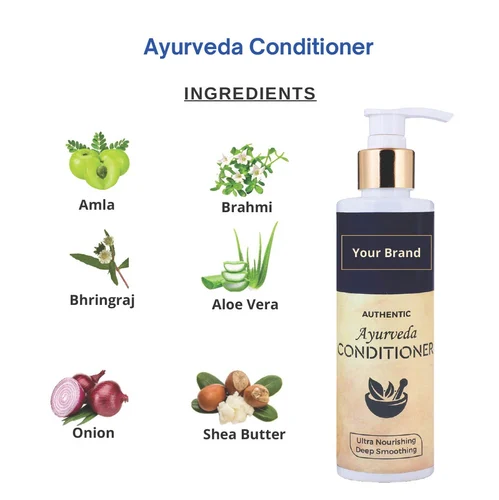 Ayurveda Conditioner
INGREDIENTS
Amla
Brahmi
Bhringraj
Aloe Vera
Onion
Shea Butter
Your Brand
AUTHENTIC
Ayurveda
CONDITIONER
Ultra Nourishing
Deep Smoothing